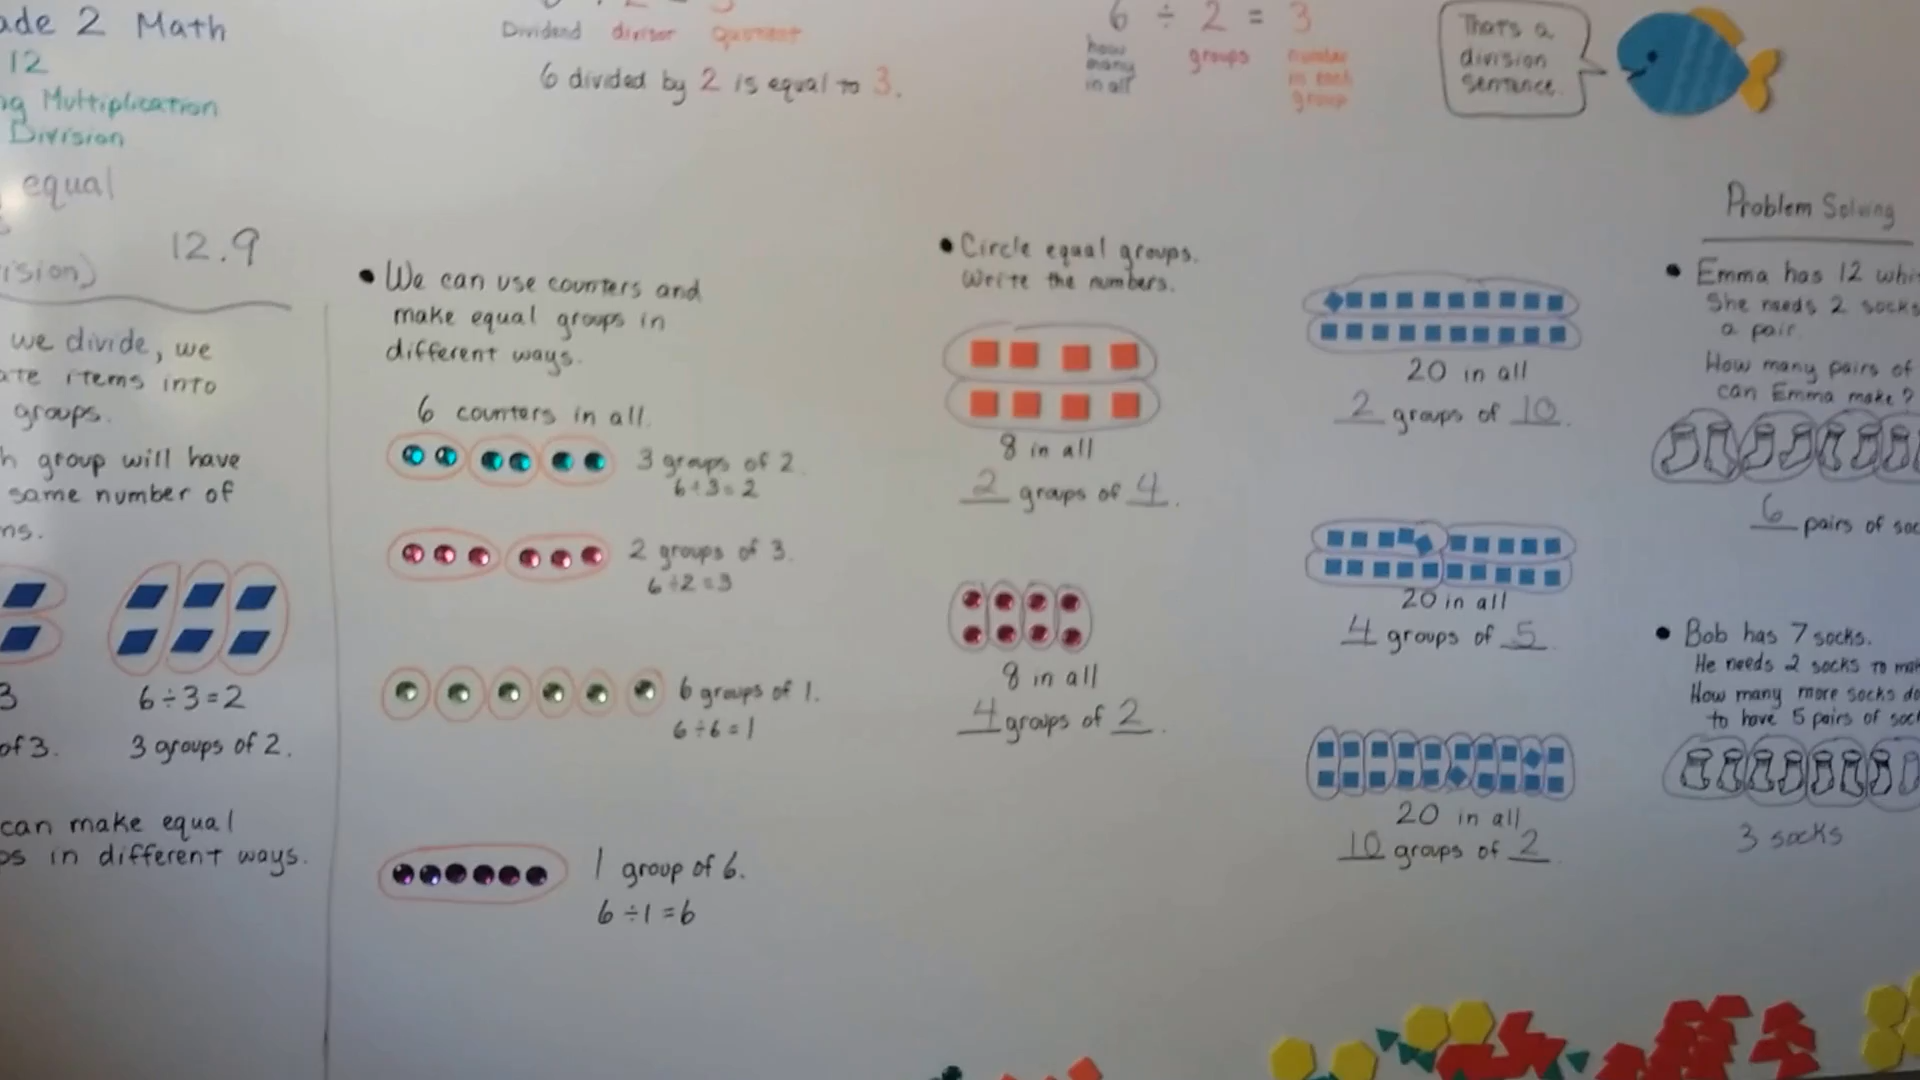 ade 2 Math
12
ng Multiplication
Division
equal
12.9
ision)
we divide, we
ate items into
groups.
h group will have
same number of
ms.
3
6÷3=2
of 3.
3 groups of 2.
can make equal
ps in different ways.
Dividend divisor quotient
6 divided by 2 is equal to 3.
6 ÷ 2 = 3
how many in all
groups
number in each group
That's a
division
sentence.
• We can use counters and
make equal groups in
different ways.
6 counters in all.
3 groups of 2.
6÷3=2
2 groups of 3.
6÷2=3
6 groups of 1.
6÷6=1
1 group of 6.
6÷1=6
• Circle equal groups.
Write the numbers.
8 in all
2 groups of 4.
8 in all
4 groups of 2.
20 in all
2 groups of 10.
20 in all
4 groups of 5.
20 in all
10 groups of 2.
Problem Solving
• Emma has 12 whi
She needs 2 socks
a pair.
How many pairs of
can Emma make?
6 pairs of soc
• Bob has 7 socks.
He needs 2 socks to mak
How many more socks do
to have 5 pairs of soc
3 socks